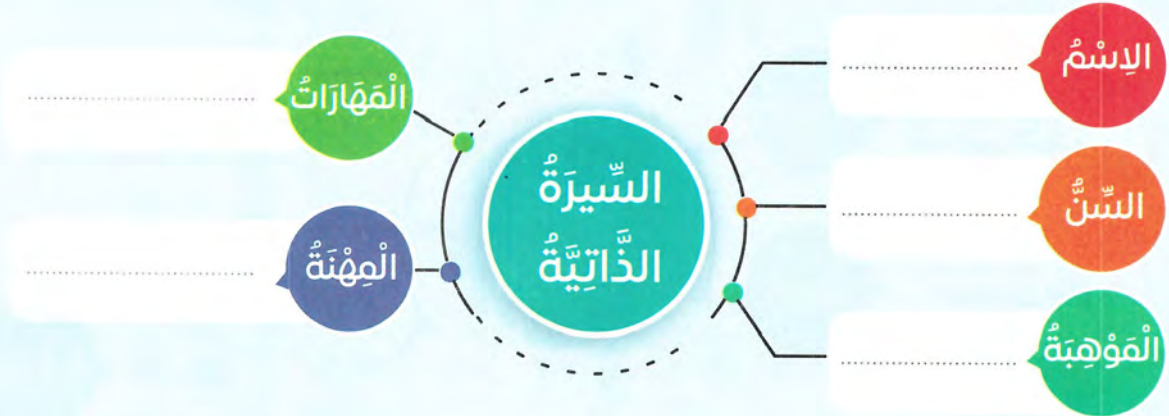 الِاسْمُ
السِّنُّ
الْمَوْهِبَةُ
السِّيرَةُ
الذَّاتِيَّةُ
الْمَهَارَاتُ
الْمِهْنَةُ